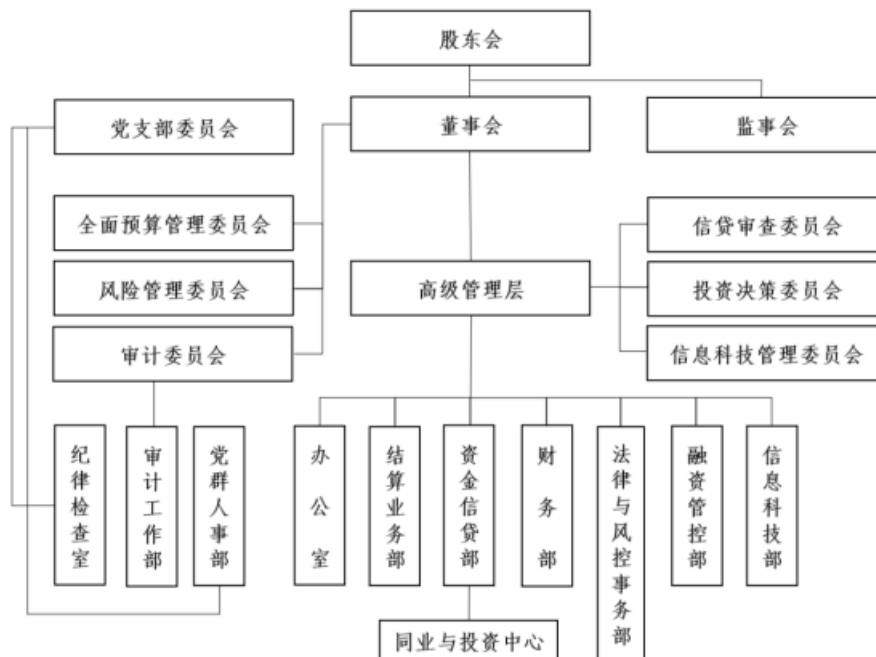 股东会
党支部委员会
董事会
监事会
全面预算管理委员会
信贷审查委员会
风险管理委员会
高级管理层
投资决策委员会
审计委员会
信息科技管理委员会
纪律检查室
审计工作部
党群人事部
办公室
结算业务部
资金信贷部
财务部
法律与风控事务部
融资管控部
信息科技部
同业与投资中心